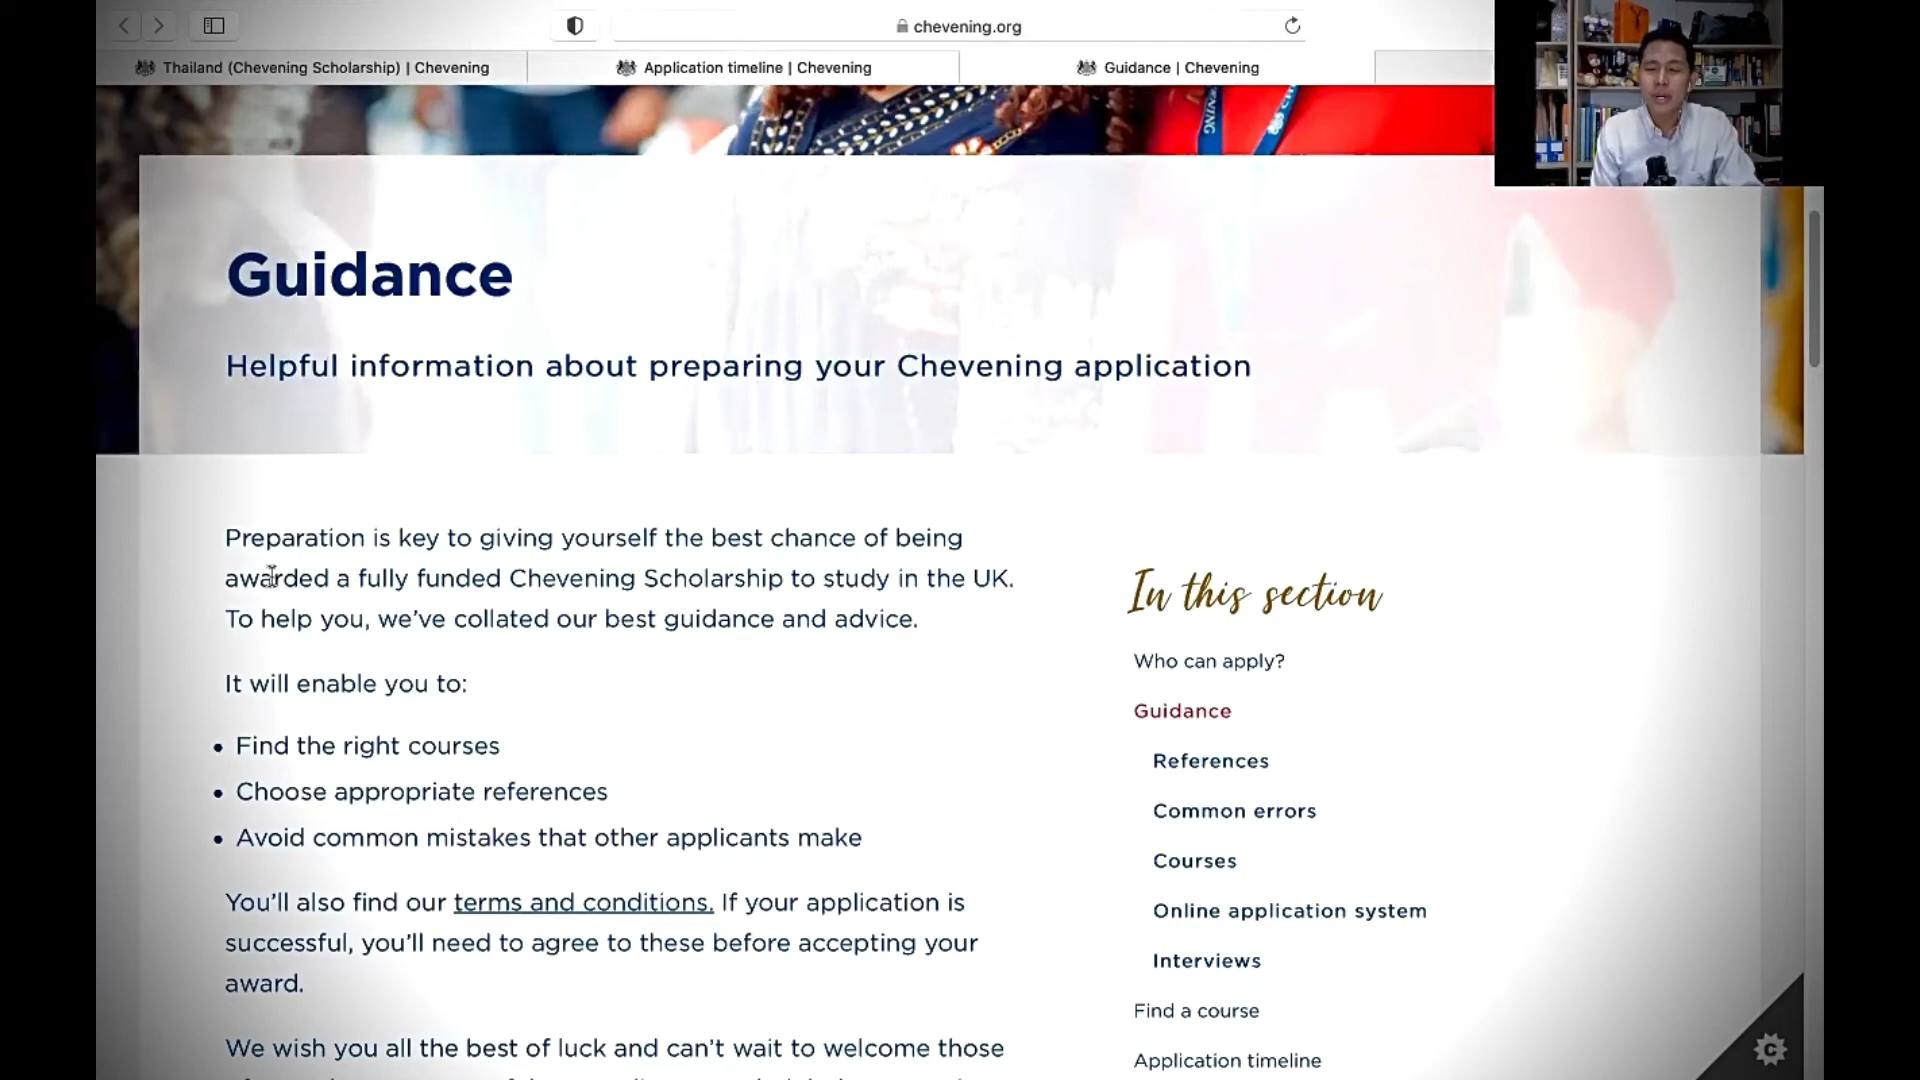 chevening.org
Thailand (Chevening Scholarship) | Chevening
Application timeline | Chevening
Guidance | Chevening
Guidance
Helpful information about preparing your Chevening application
Preparation is key to giving yourself the best chance of being
awarded a fully funded Chevening Scholarship to study in the UK.
To help you, we've collated our best guidance and advice.
It will enable you to:
• Find the right courses
• Choose appropriate references
• Avoid common mistakes that other applicants make
You'll also find our terms and conditions. If your application is
successful, you'll need to agree to these before accepting your
award.
We wish you all the best of luck and can't wait to welcome those
In this section
Who can apply?
Guidance
References
Common errors
Courses
Online application system
Interviews
Find a course
Application timeline